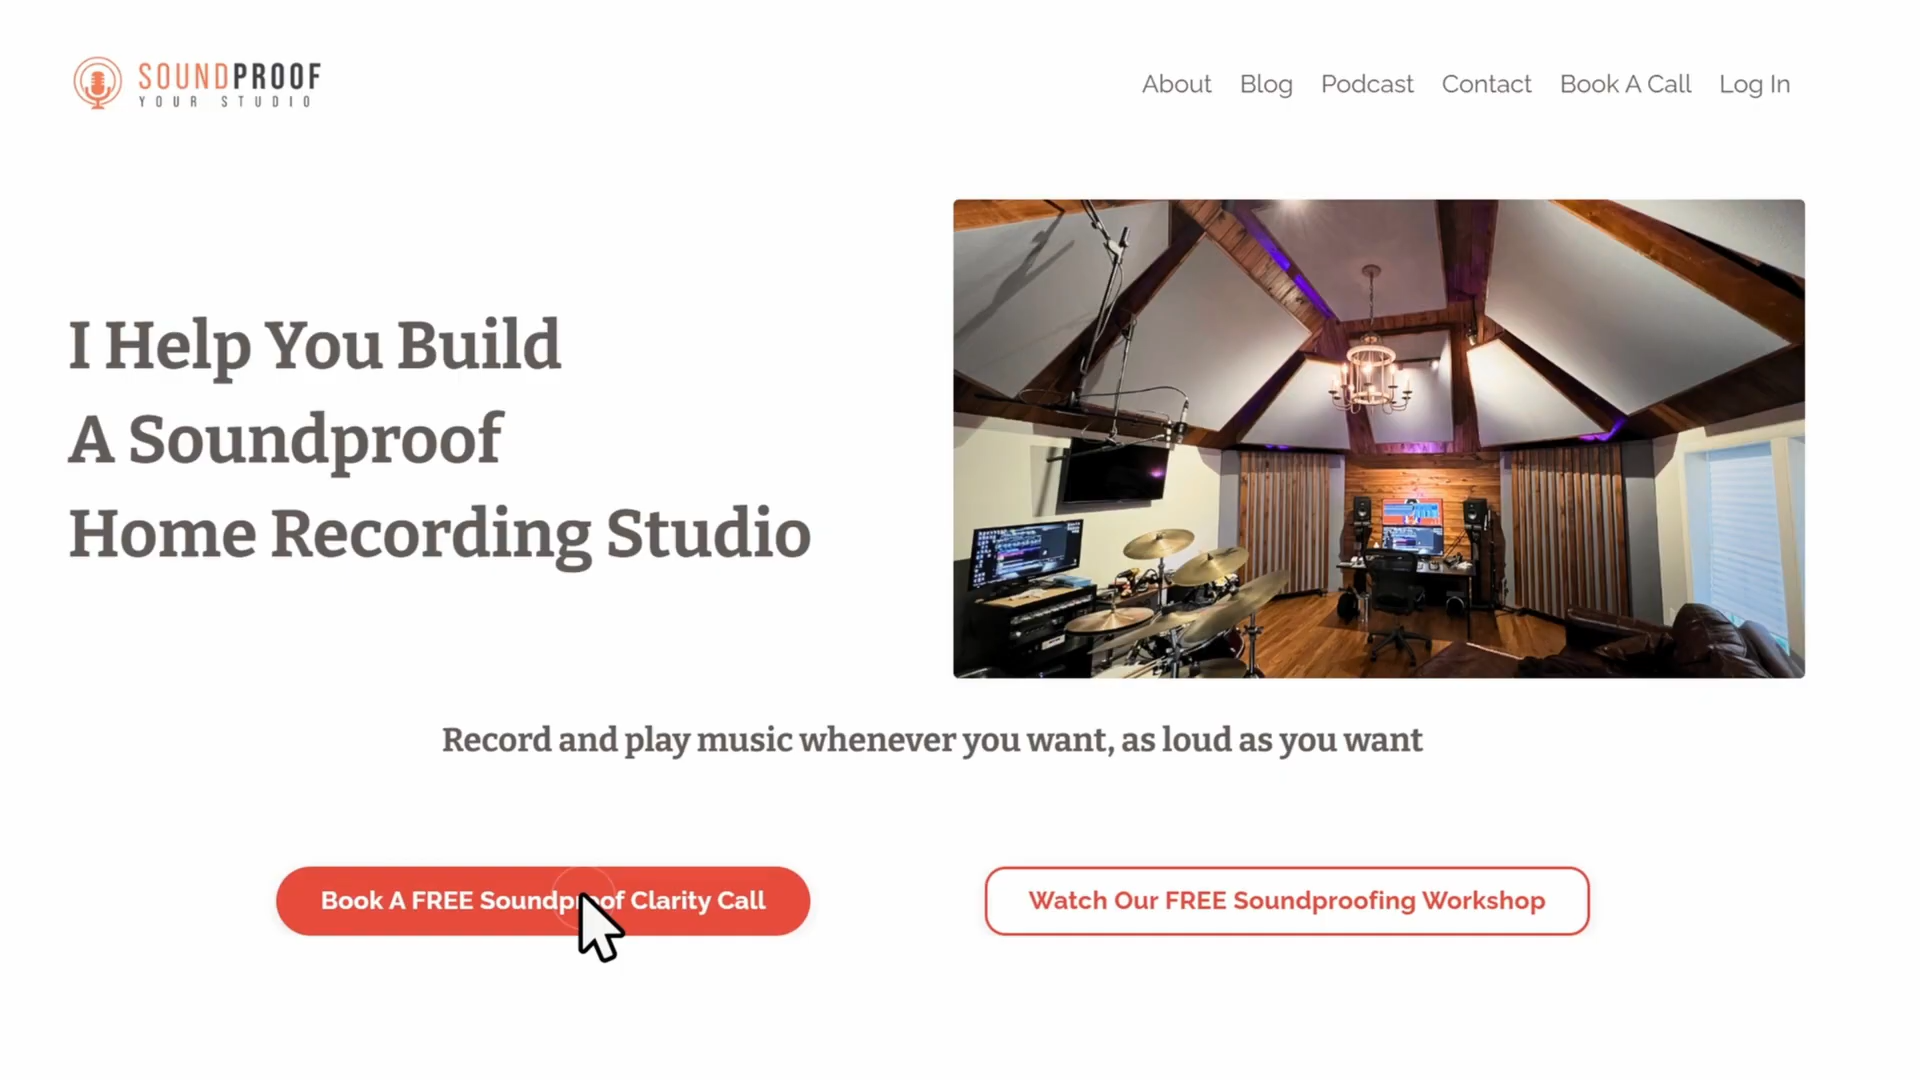 SOUNDPROOF
YOUR STUDIO
About Blog Podcast Contact Book A Call Log In
I Help You Build
A Soundproof
Home Recording Studio
Record and play music whenever you want, as loud as you want
Book A FREE Soundproof Clarity Call
Watch Our FREE Soundproofing Workshop